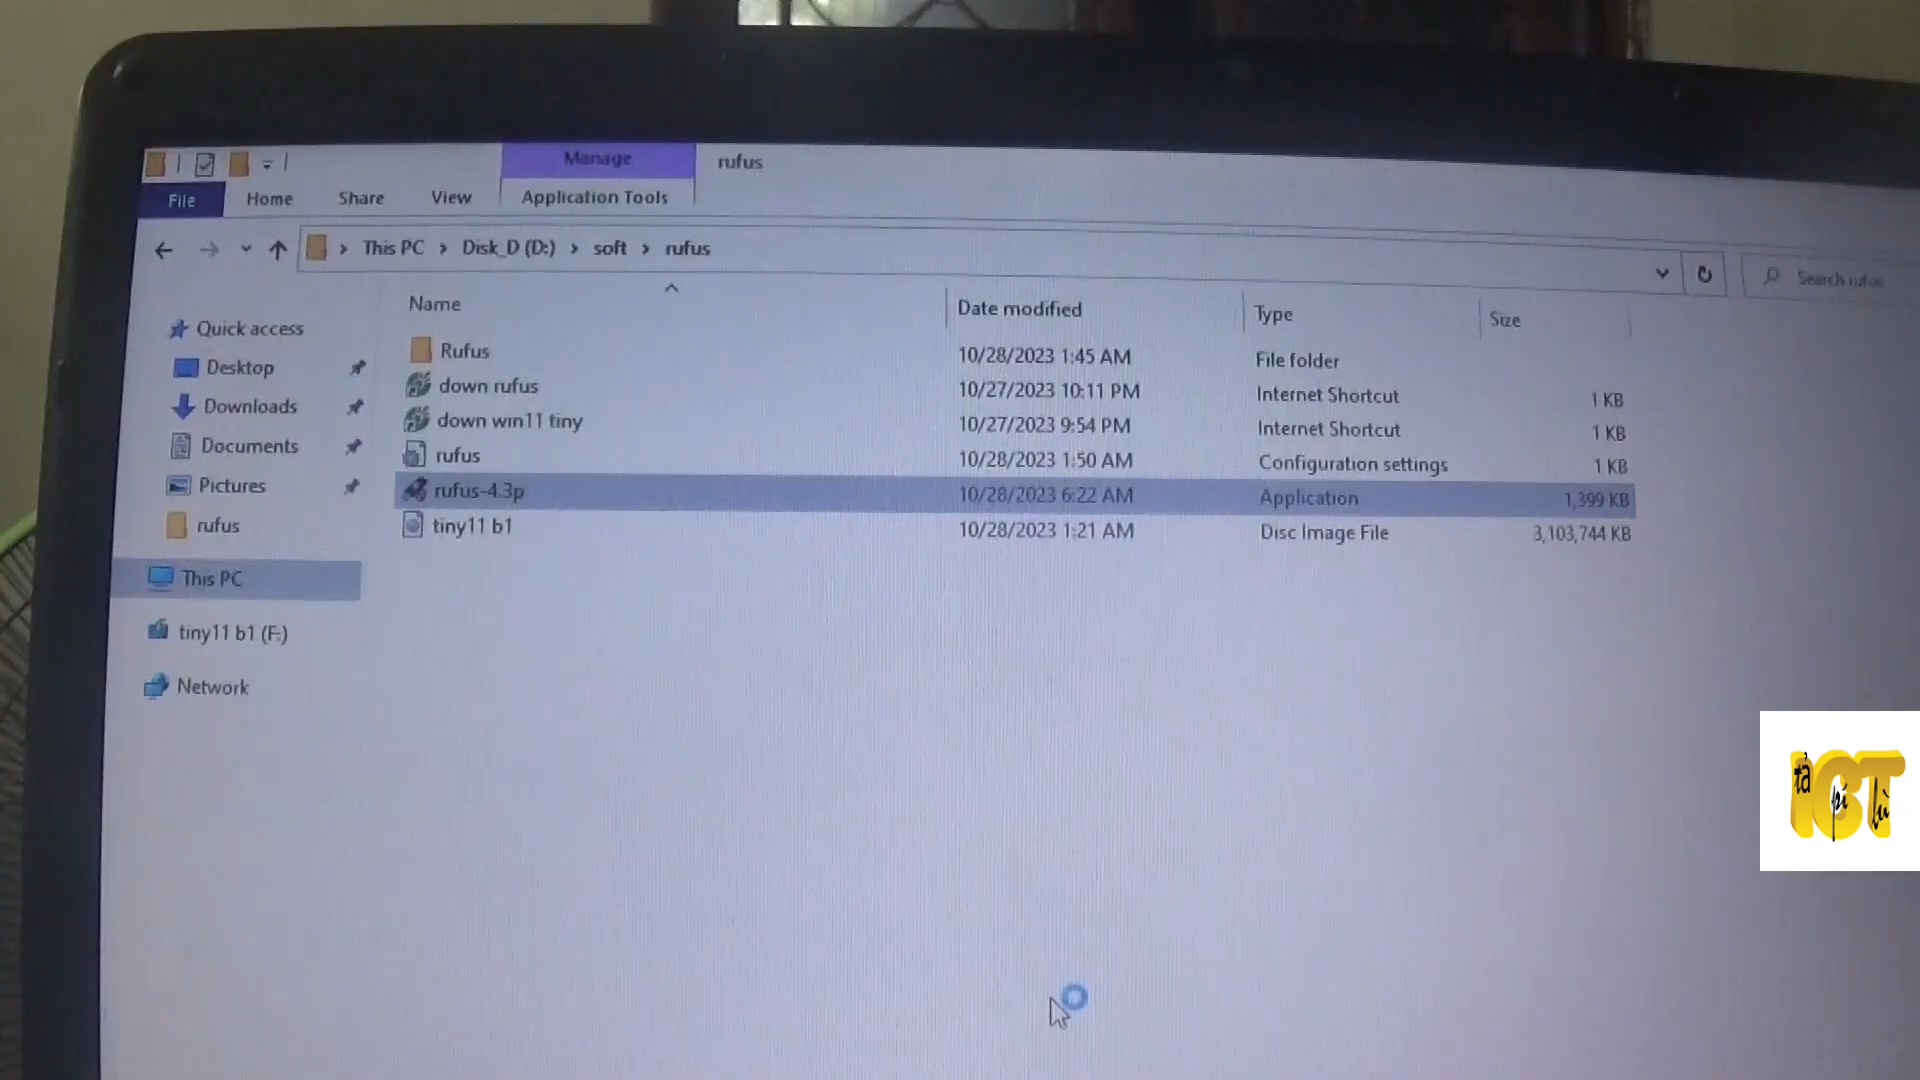 Manage
rufus
File
Home
Share
View
Application Tools
This PC
Disk_D (D:)
soft
rufus
Search rufus
Name
Date modified
Type
Size
Quick access
Desktop
Downloads
Documents
Pictures
rufus
This PC
tiny11 b1 (F:)
Network
Rufus 10/28/2023 1:45 AM File folder
down rufus 10/27/2023 10:11 PM Internet Shortcut 1 KB
down win11 tiny 10/27/2023 9:54 PM Internet Shortcut 1 KB
rufus 10/28/2023 1:50 AM Configuration settings 1 KB
rufus-4.3p 10/28/2023 6:22 AM Application 1,399 KB
tiny11 b1 10/28/2023 1:21 AM Disc Image File 3,103,744 KB
ICT
tả
pí
lù